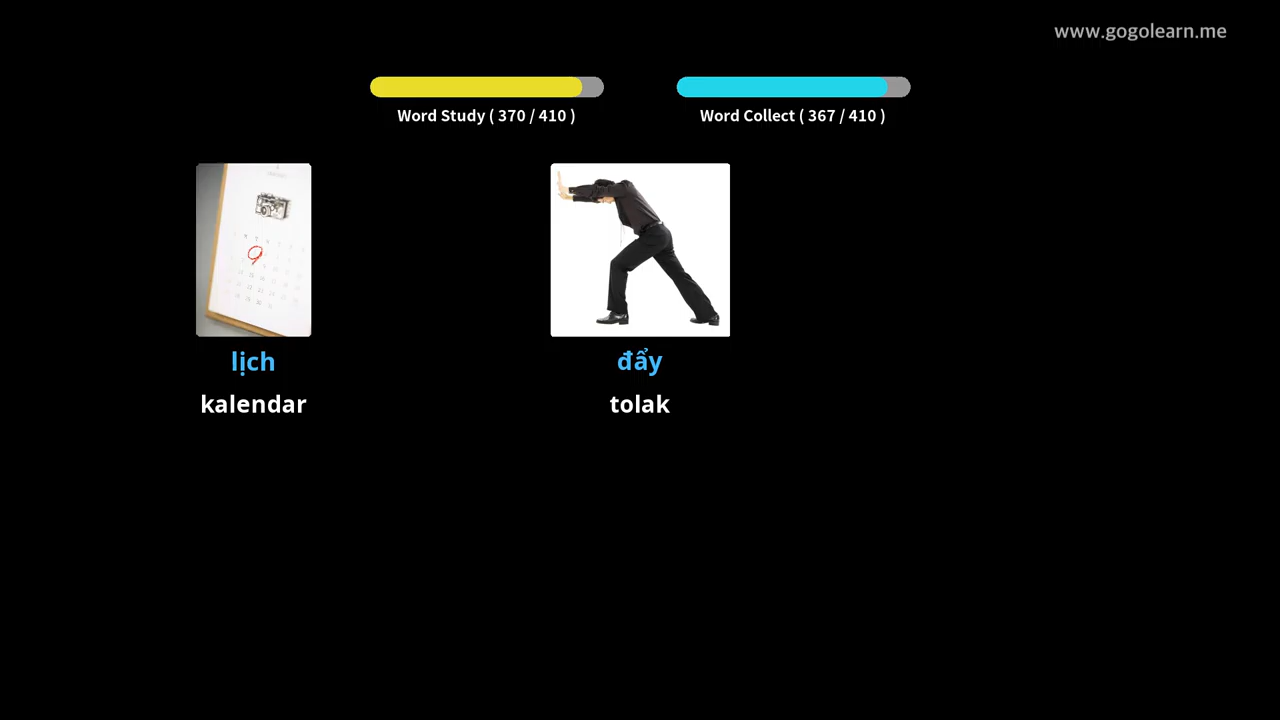 www.gogolearn.me
Word Study ( 370 / 410 )
Word Collect ( 367 / 410 )
lịch
đẩy
kalendar
tolak